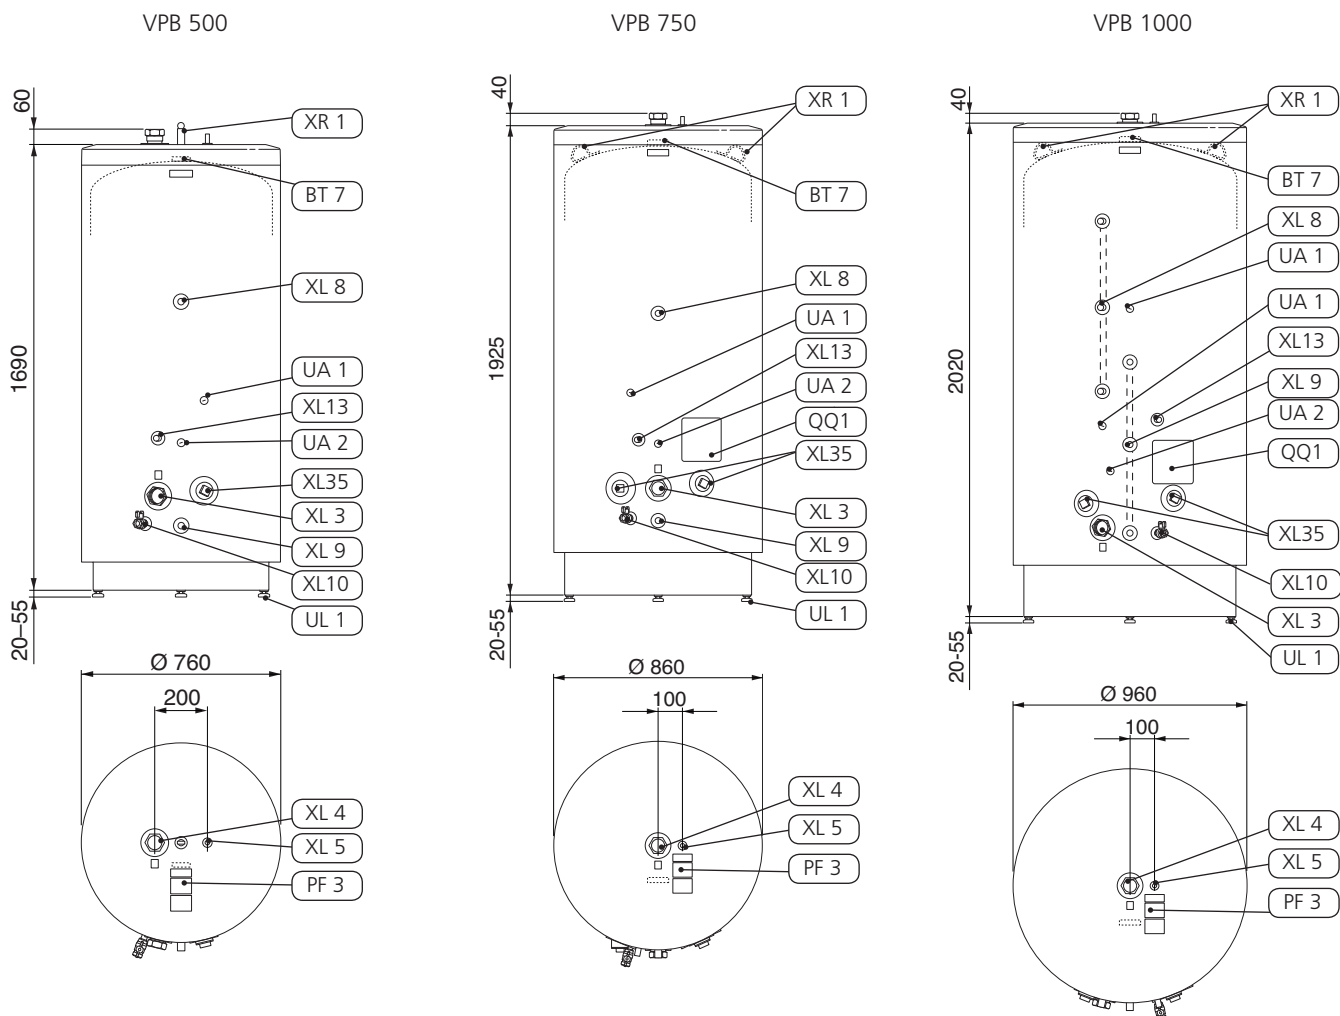 VPB 500
60
1690
20–55
XR 1
BT 7
XL 8
UA 1
XL13
UA 2
XL35
XL 3
XL 9
XL10
UL 1
Ø 760
200
XL 4
XL 5
PF 3
VPB 750
40
1925
20-55
XR 1
BT 7
XL 8
UA 1
XL13
UA 2
QQ1
XL35
XL 3
XL 9
XL10
UL 1
Ø 860
100
XL 4
XL 5
PF 3
VPB 1000
40
2020
20-55
XR 1
BT 7
XL 8
UA 1
UA 1
XL13
XL 9
UA 2
QQ1
XL35
XL10
XL 3
UL 1
Ø 960
100
XL 4
XL 5
PF 3